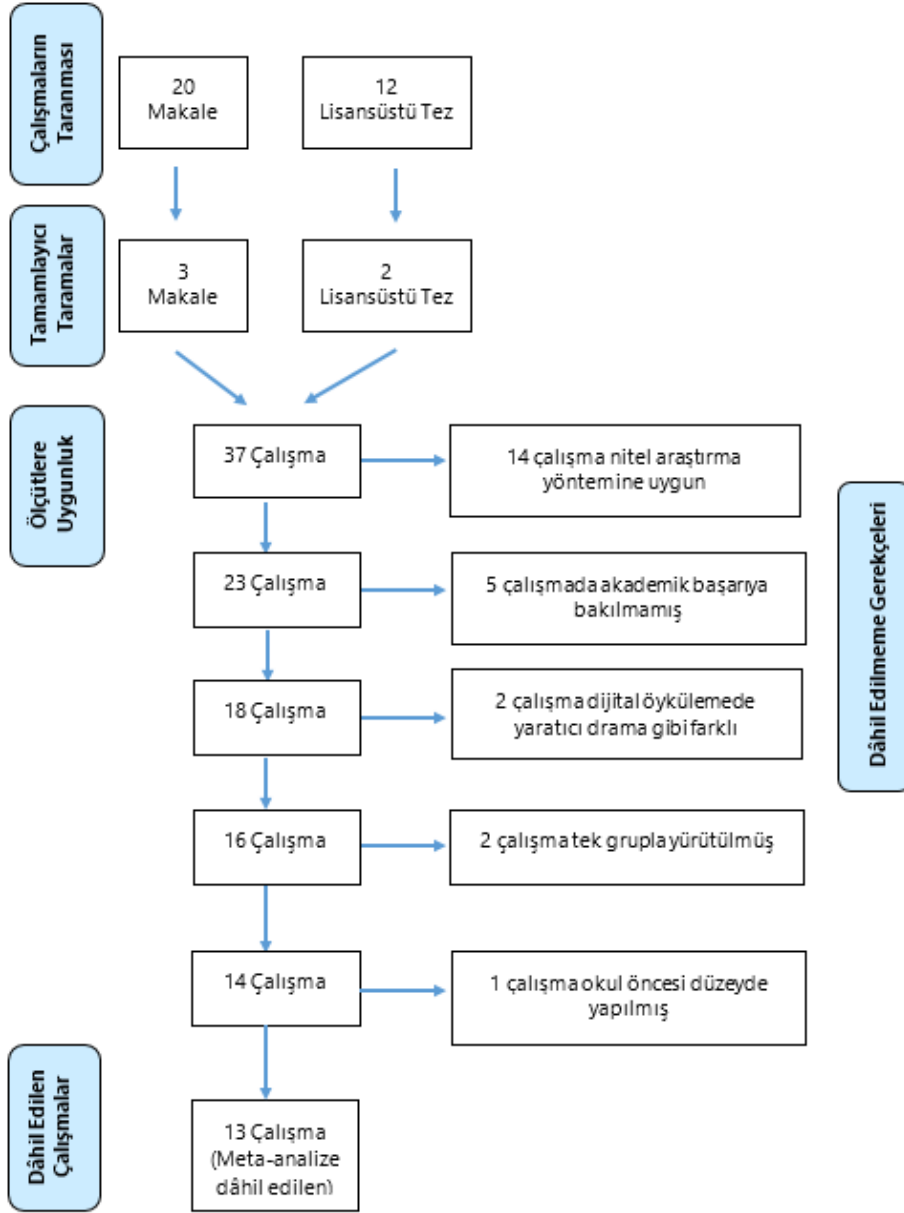 Çalışmaların
Taranması
20
Makale
12
Lisansüstü Tez
Tamamlayıcı
Taramalar
3
Makale
2
Lisansüstü Tez
Ölçütlere
Uygunluk
37 Çalışma
14 çalışma nitel araştırma
yöntemine uygun
Dâhil Edilmeme Gerekçeleri
23 Çalışma
5 çalışmada akademik başarıya
bakılmamış
18 Çalışma
2 çalışma dijital öykülemede
yaratıcı drama gibi farklı
16 Çalışma
2 çalışma tek grupla yürütülmüş
14 Çalışma
1 çalışma okul öncesi düzeyde
yapılmış
Dâhil Edilen
Çalışmalar
13 Çalışma
(Meta-analize
dâhil edilen)